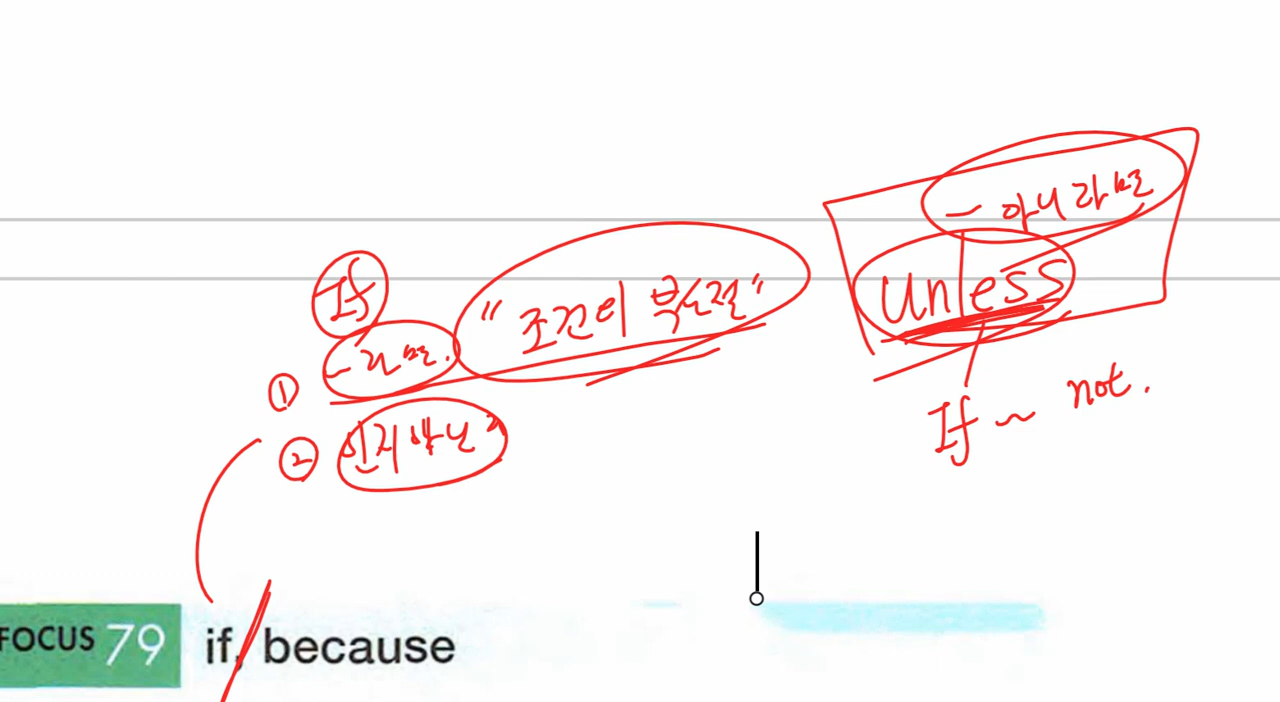 - 아니라면
If
"조건의 부사절"
Unless
① - 라면.
If ~ not.
② 인지 아닌지
FOCUS 79 if, because